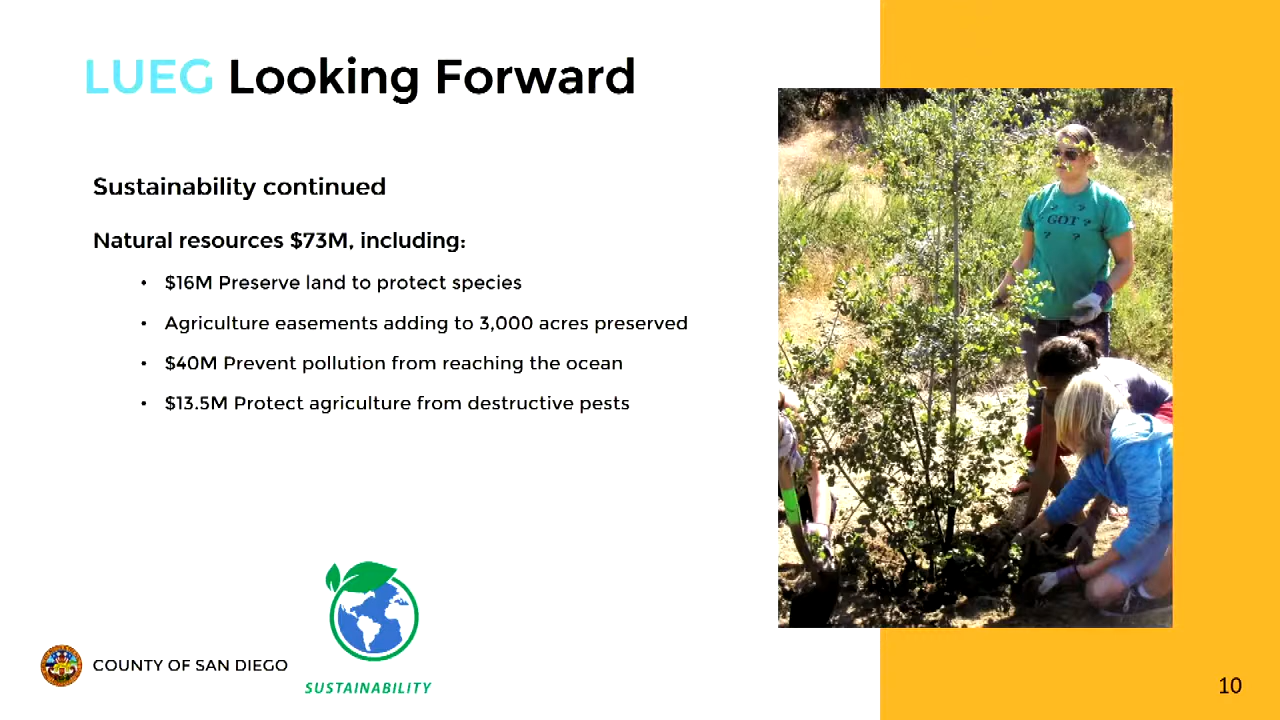 LUEG Looking Forward
Sustainability continued
Natural resources $73M, including:
• $16M Preserve land to protect species
• Agriculture easements adding to 3,000 acres preserved
• $40M Prevent pollution from reaching the ocean
• $13.5M Protect agriculture from destructive pests
? ?
? GOT ?
? ?
COUNTY OF SAN DIEGO
SUSTAINABILITY
10